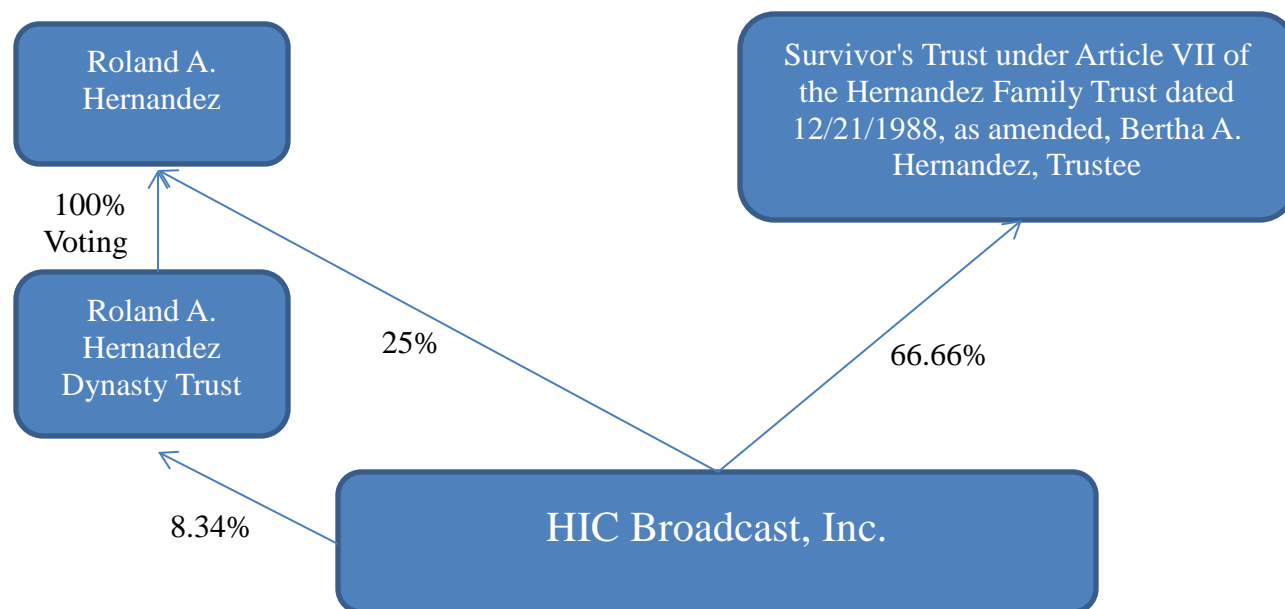 Roland A.
Hernandez
Survivor's Trust under Article VII of
the Hernandez Family Trust dated
12/21/1988, as amended, Bertha A.
Hernandez, Trustee
100%
Voting
Roland A.
Hernandez
Dynasty Trust
25%
66.66%
8.34%
HIC Broadcast, Inc.